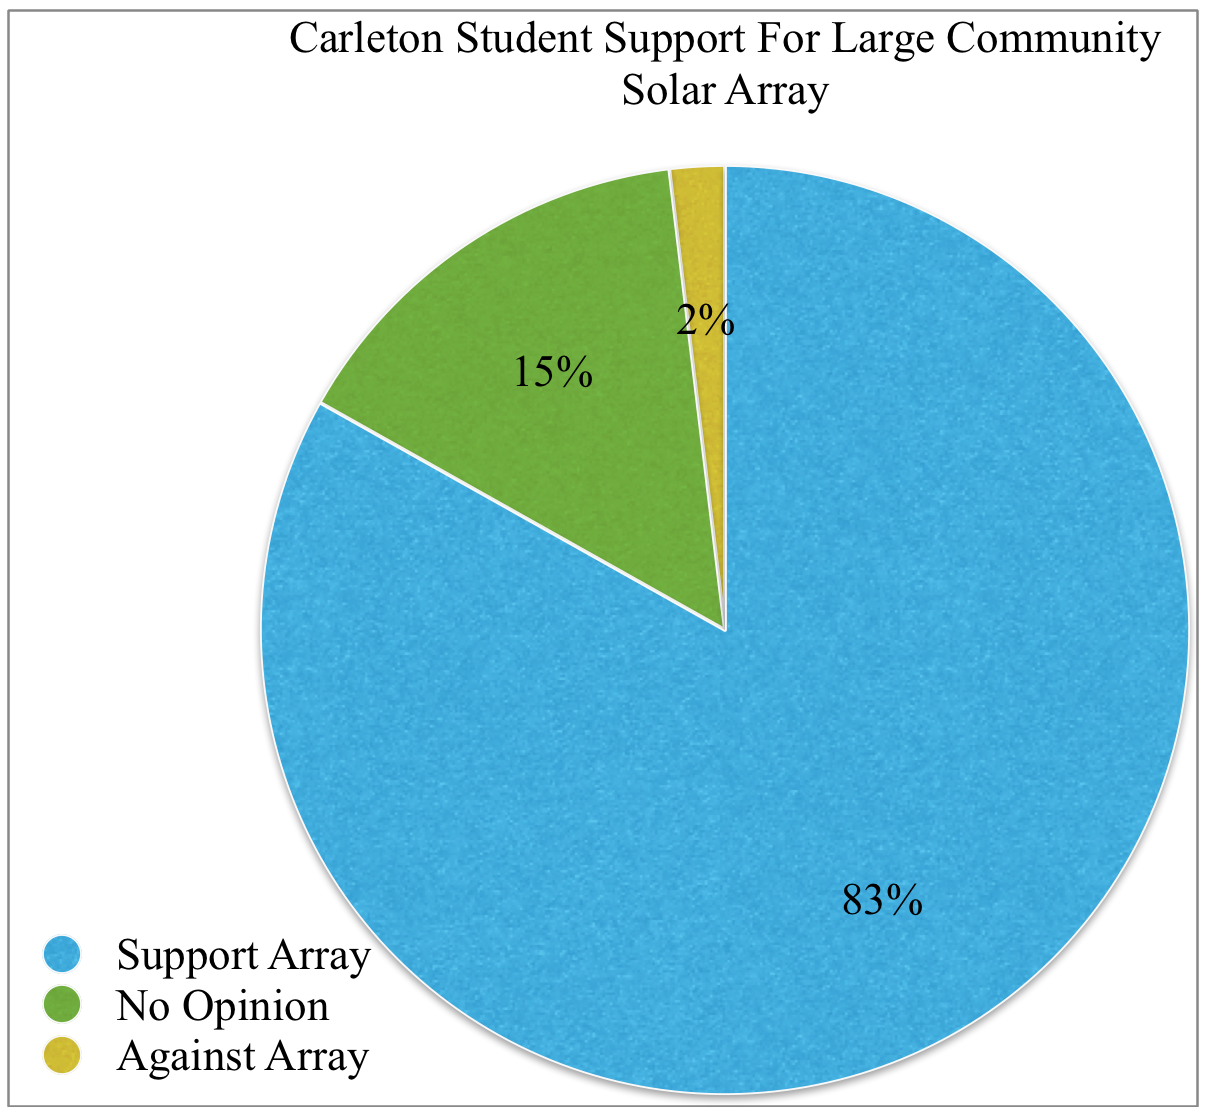 Carleton Student Support For Large Community
Solar Array
2%
15%
83%
Support Array
No Opinion
Against Array